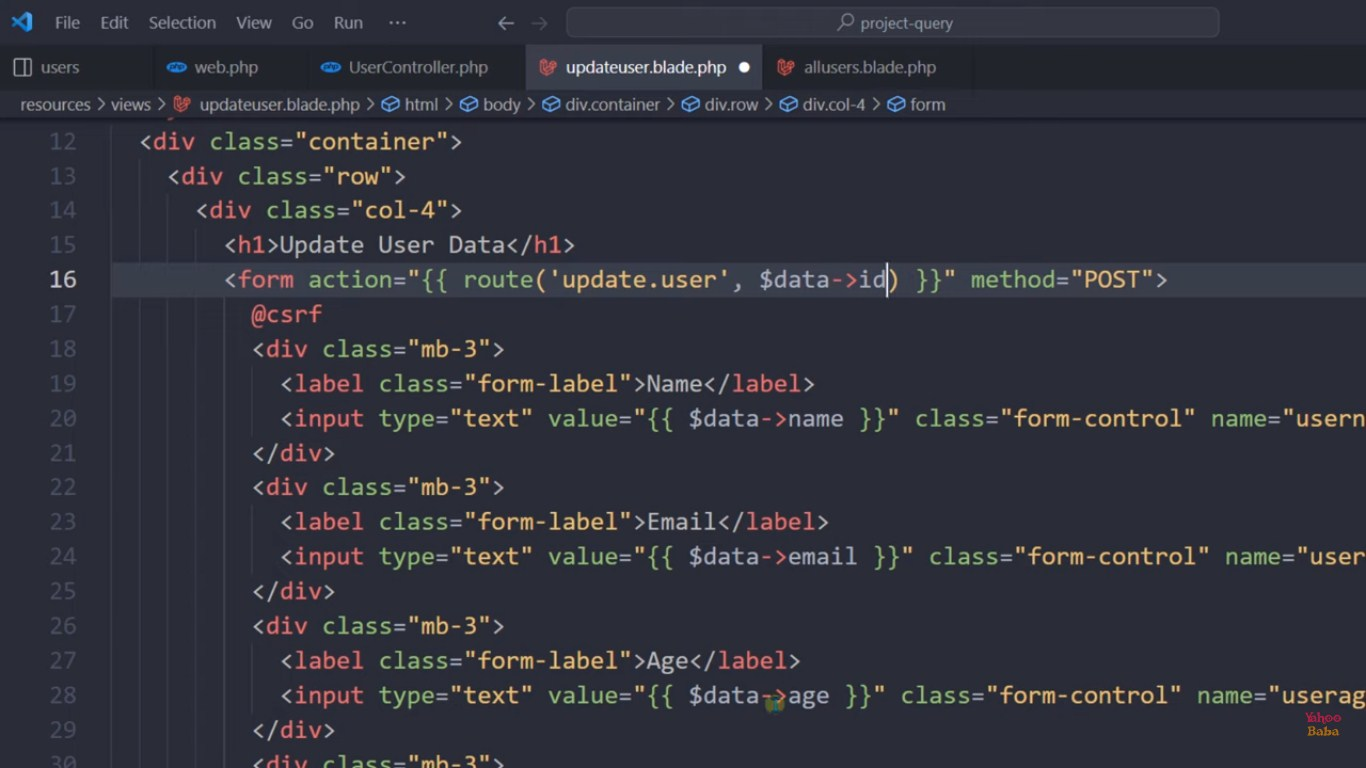 File Edit Selection View Go Run ··· project-query
users web.php UserController.php updateuser.blade.php allusers.blade.php
resources > views > updateuser.blade.php > html > body > div.container > div.row > div.col-4 > form
12 <div class="container">
13 <div class="row">
14 <div class="col-4">
15 <h1>Update User Data</h1>
16 <form action="{{ route('update.user', $data->id) }}" method="POST">
17 @csrf
18 <div class="mb-3">
19 <label class="form-label">Name</label>
20 <input type="text" value="{{ $data->name }}" class="form-control" name="usern
21 </div>
22 <div class="mb-3">
23 <label class="form-label">Email</label>
24 <input type="text" value="{{ $data->email }}" class="form-control" name="user
25 </div>
26 <div class="mb-3">
27 <label class="form-label">Age</label>
28 <input type="text" value="{{ $data->age }}" class="form-control" name="userag
29 </div>
30 <div class="mb-3">
Yahoo
Baba